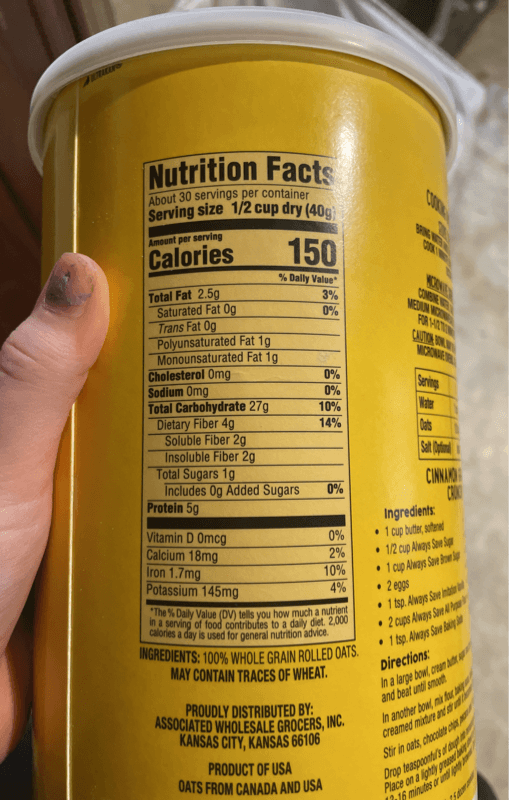 Nutrition Facts
About 30 servings per container
Serving size 1/2 cup dry (40g)
Amount per serving
Calories 150
% Daily Value*
Total Fat 2.5g 3%
Saturated Fat 0g 0%
Trans Fat 0g
Polyunsaturated Fat 1g
Monounsaturated Fat 1g
Cholesterol 0mg 0%
Sodium 0mg 0%
Total Carbohydrate 27g 10%
Dietary Fiber 4g 14%
Soluble Fiber 2g
Insoluble Fiber 2g
Total Sugars 1g
Includes 0g Added Sugars 0%
Protein 5g
Vitamin D 0mcg 0%
Calcium 18mg 2%
Iron 1.7mg 10%
Potassium 145mg 4%
*The % Daily Value (DV) tells you how much a nutrient
in a serving of food contributes to a daily diet. 2,000
calories a day is used for general nutrition advice.
INGREDIENTS: 100% WHOLE GRAIN ROLLED OATS.
MAY CONTAIN TRACES OF WHEAT.
PROUDLY DISTRIBUTED BY:
ASSOCIATED WHOLESALE GROCERS, INC.
KANSAS CITY, KANSAS 66106
PRODUCT OF USA
OATS FROM CANADA AND USA
COMBINE
MEDIUM
CAUTION: BOWL
Servings
Water
Oats
Salt (Optional)
CINNAMON
Ingredients:
• 1 cup butter, softened
• 1/2 cup Always Save Sugar
• 1 cup Always Save Brown Sugar
• 2 eggs
• 1 tsp. Always Save Imitation
• 2 cups Always Save All Purpose
• 1 tsp. Always Save Baking
Directions:
In a large bowl, cream butter,
and beat until smooth.
In another bowl, mix flour,
creamed mixture and
Stir in oats, chocolate chips,
Drop teaspoonful's of dough
Place on a lightly greased
minutes or until lightly